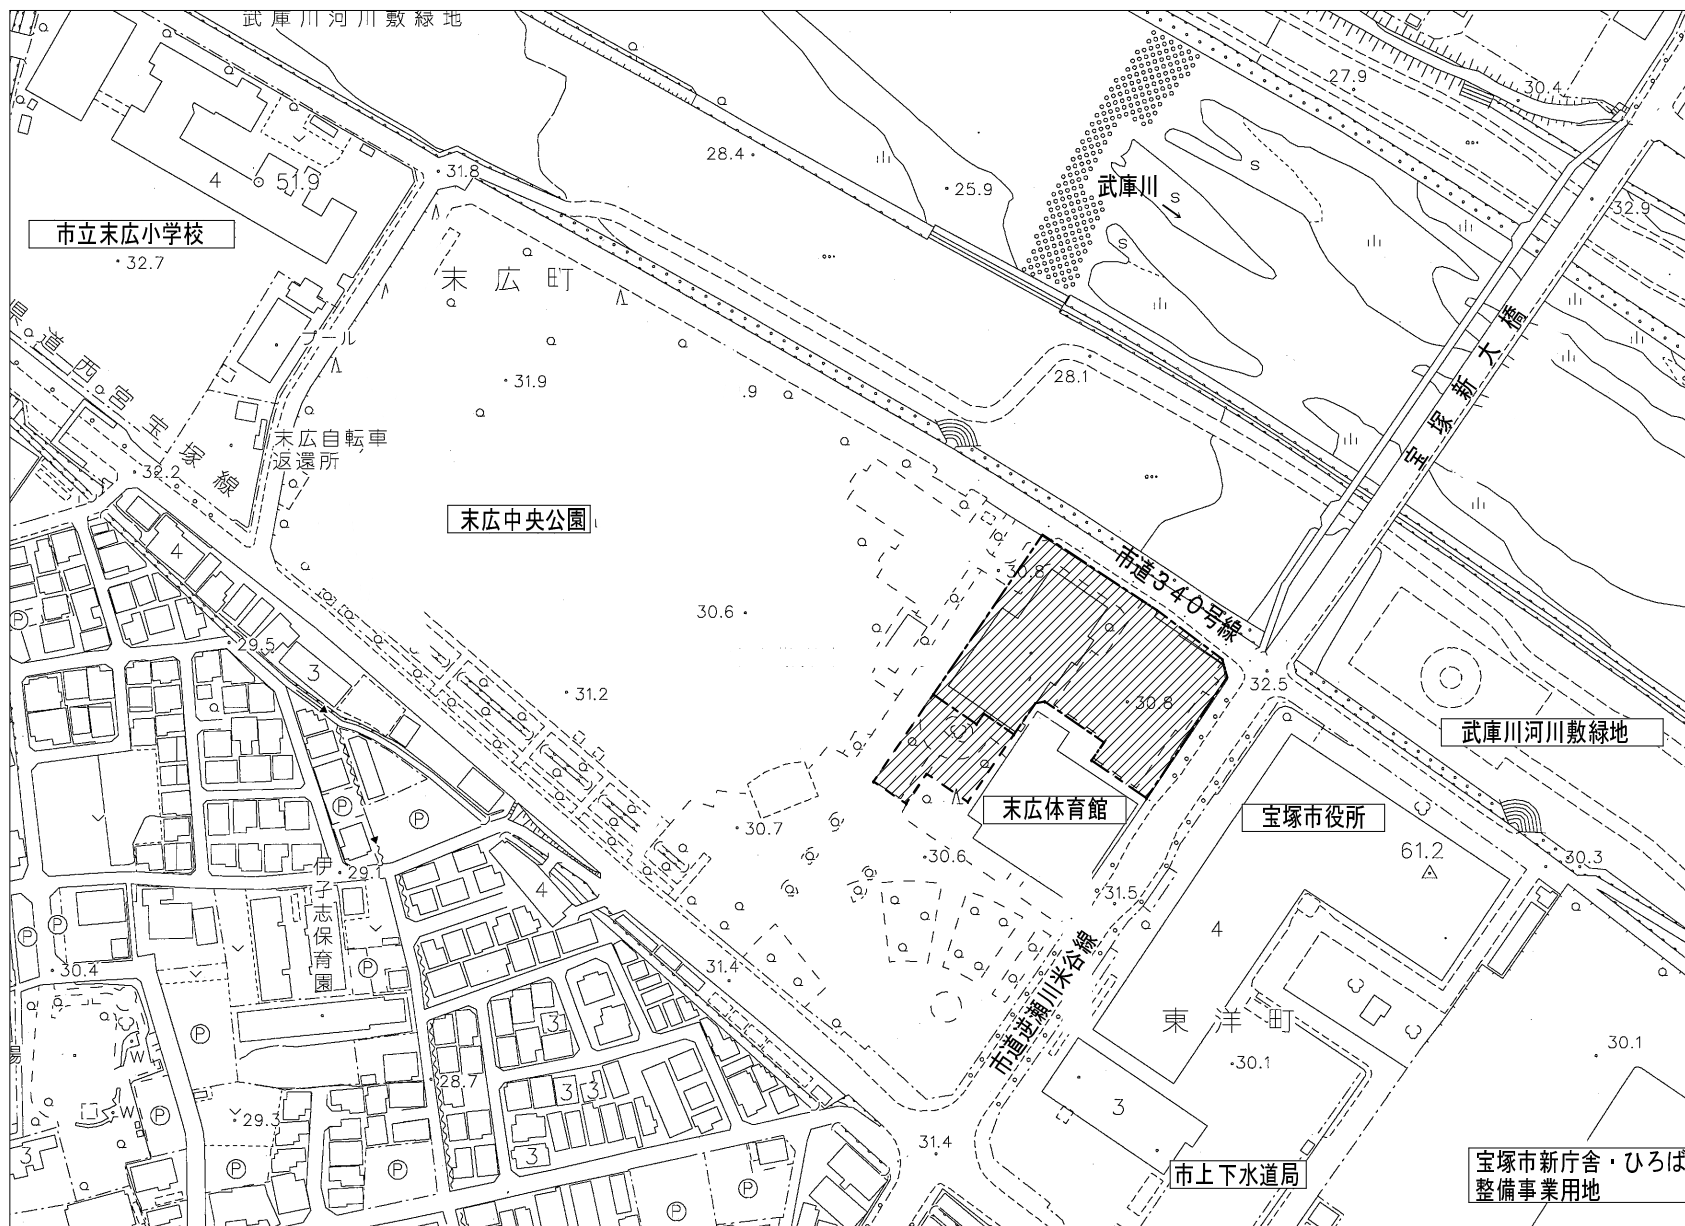 武庫川河川敷緑地
27.9
30.4
28.4
31.8
25.9
武庫川
S
S
S
4
51.9
32.9
市立末広小学校
32.7
末広町
プール
県道西宮宝塚線
31.9
.9
28.1
宝塚新大橋
末広自転車
返還所
32.2
末広中央公園
4
市道340号線
30.8
30.6
P
29.5
3
31.2
30.8
32.5
武庫川河川敷緑地
P
P
末広体育館
宝塚市役所
30.7
30.6
61.2
30.3
29.1
4
伊孑志保育園
31.5
4
P
P
P
30.4
31.4
市道逆瀬川米谷線
東洋町
3
P
W
30.1
30.1
28.7
3
3
3
W
P
29.3
31.4
3
3
P
P
P
P
市上下水道局
宝塚市新庁舎・ひろば
整備事業用地